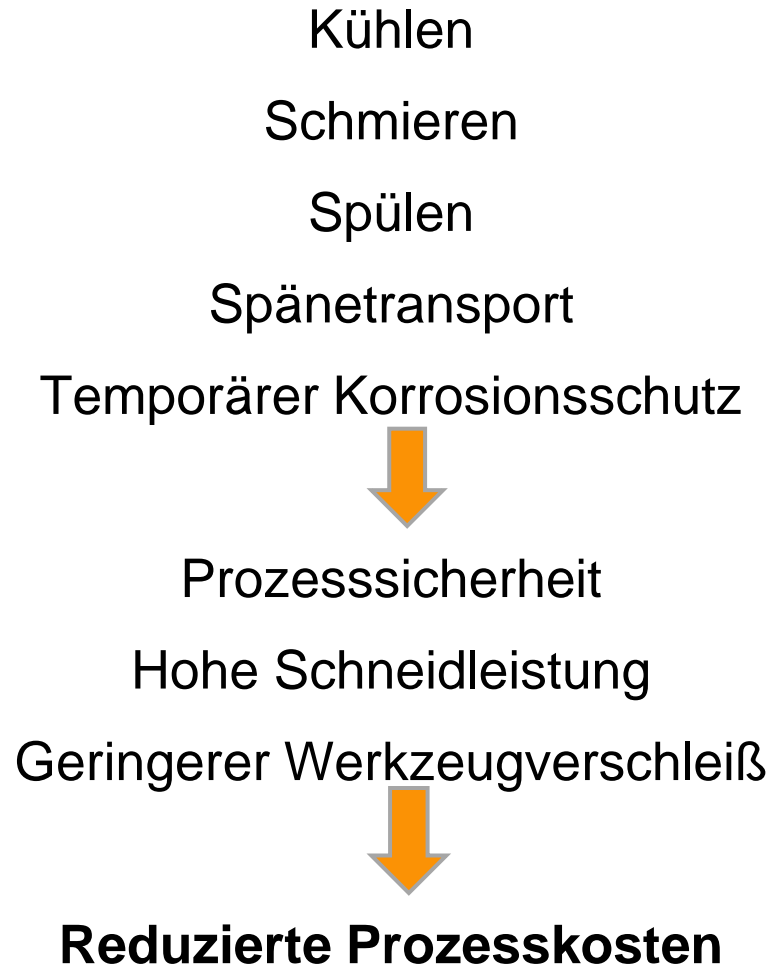 Kühlen
Schmieren
Spülen
Spänetransport
Temporärer Korrosionsschutz
Prozesssicherheit
Hohe Schneidleistung
Geringerer Werkzeugverschleiß
Reduzierte Prozesskosten